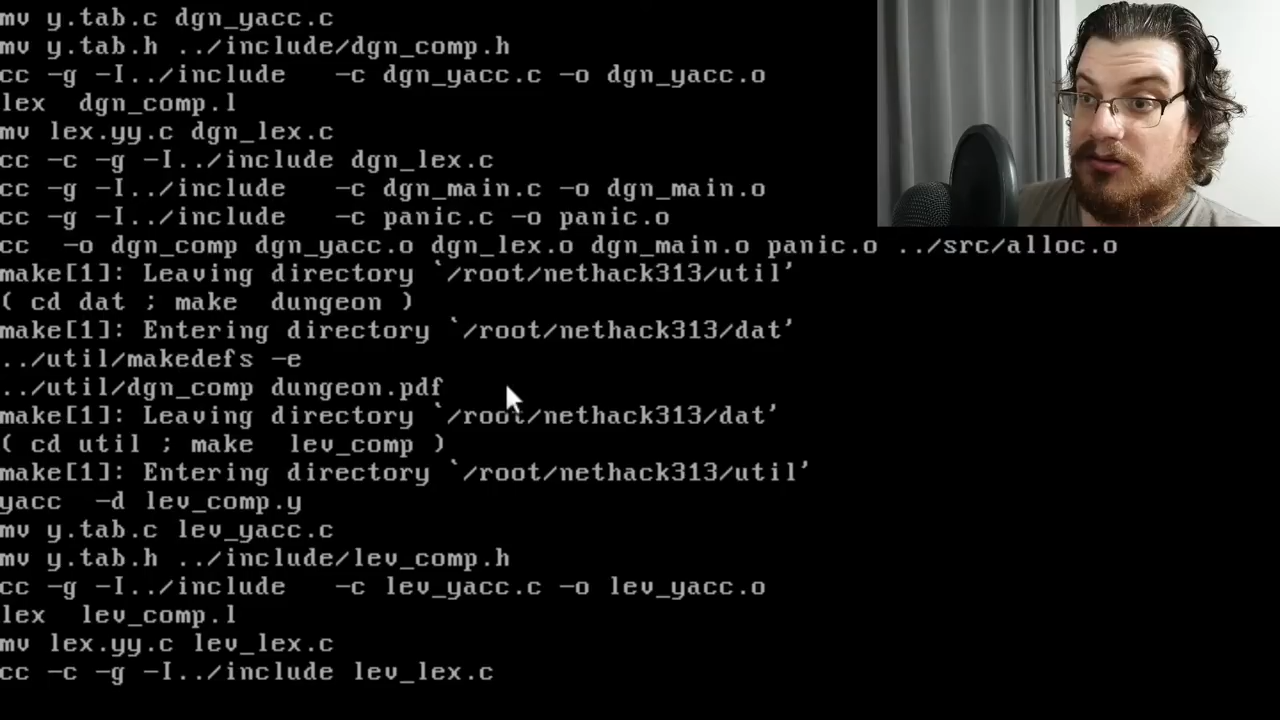 mv y.tab.c dgn_yacc.c
mv y.tab.h ../include/dgn_comp.h
cc -g -I../include   -c dgn_yacc.c -o dgn_yacc.o
lex  dgn_comp.l
mv lex.yy.c dgn_lex.c
cc -c -g -I../include dgn_lex.c
cc -g -I../include   -c dgn_main.c -o dgn_main.o
cc -g -I../include   -c panic.c -o panic.o
cc  -o dgn_comp dgn_yacc.o dgn_lex.o dgn_main.o panic.o ../src/alloc.o
make[1]: Leaving directory `/root/nethack313/util'
( cd dat ; make  dungeon )
make[1]: Entering directory `/root/nethack313/dat'
../util/makedefs -e
../util/dgn_comp dungeon.pdf
make[1]: Leaving directory `/root/nethack313/dat'
( cd util ; make  lev_comp )
make[1]: Entering directory `/root/nethack313/util'
yacc  -d lev_comp.y
mv y.tab.c lev_yacc.c
mv y.tab.h ../include/lev_comp.h
cc -g -I../include   -c lev_yacc.c -o lev_yacc.o
lex  lev_comp.l
mv lex.yy.c lev_lex.c
cc -c -g -I../include lev_lex.c